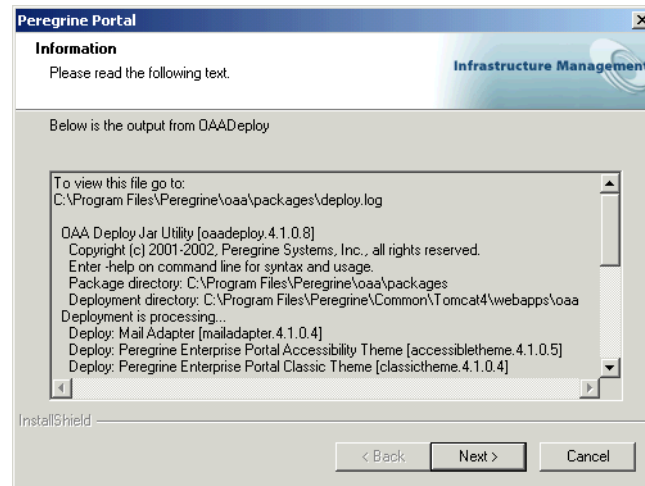 Peregrine Portal
Information
Please read the following text.
Infrastructure Management
Below is the output from OAADeploy
To view this file go to:
C:\Program Files\Peregrine\oaa\packages\deploy.log
OAA Deploy Jar Utility [oaadeploy.4.1.0.8]
Copyright (c) 2001-2002, Peregrine Systems, Inc., all rights reserved.
Enter -help on command line for syntax and usage.
Package directory: C:\Program Files\Peregrine\oaa\packages
Deployment directory: C:\Program Files\Peregrine\Common\Tomcat4\webapps\oaa
Deployment is processing...
Deploy: Mail Adapter [mailadapter.4.1.0.4]
Deploy: Peregrine Enterprise Portal Accessibility Theme [accessibletheme.4.1.0.5]
Deploy: Peregrine Enterprise Portal Classic Theme [classictheme.4.1.0.4]
InstallShield
< Back
Next >
Cancel